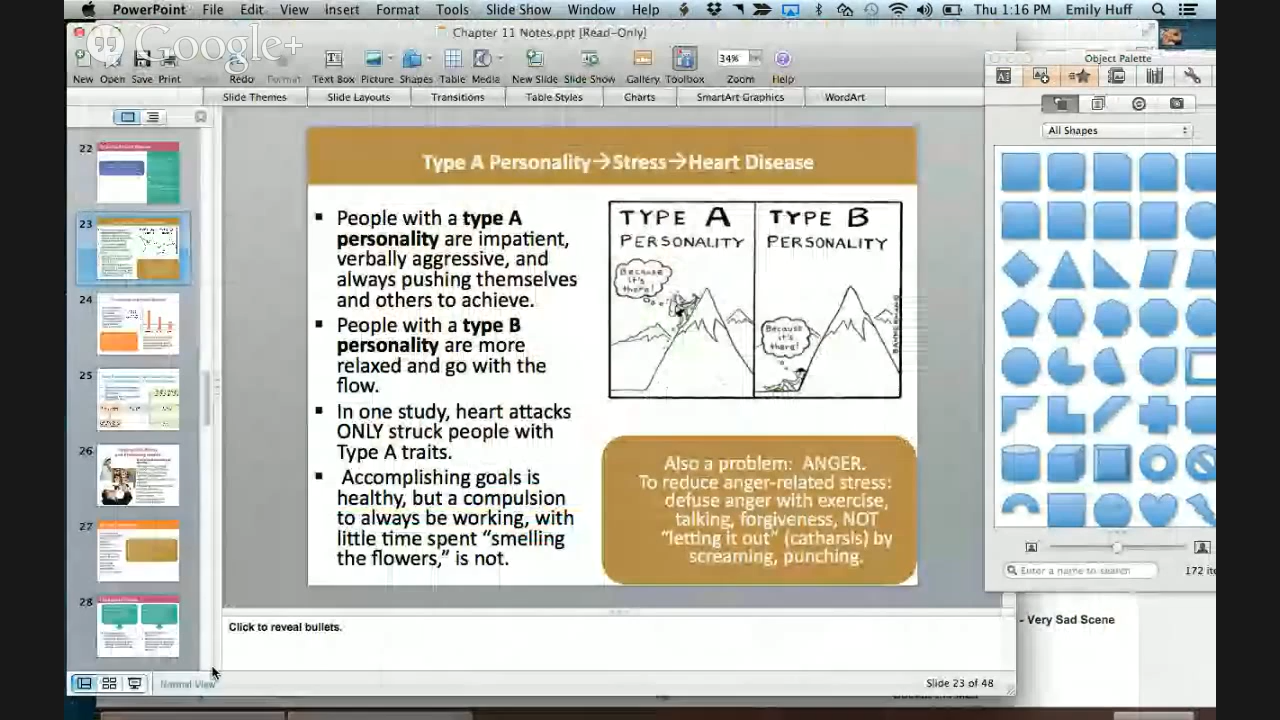 PowerPoint File Edit View Insert Format Tools Slide Show Window Help Thu 1:16 PM Emily Huff
Google+
Chapter 11 Notes.ppt [Read-Only]
34%
New Open Save Print Redo Format Text Box Picture Shapes Table Media New Slide Slide Show Gallery Toolbox Zoom Help
Slide Themes Slide Layouts Transitions Table Styles Charts SmartArt Graphics WordArt
Object Palette
All Shapes
22
23
24
25
26
27
28
Type A Personality→Stress→Heart Disease
▪ People with a type A
personality are impatient,
verbally aggressive, and
always pushing themselves
and others to achieve.
▪ People with a type B
personality are more
relaxed and go with the
flow.
▪ In one study, heart attacks
ONLY struck people with
Type A traits.
▪ Accomplishing goals is
healthy, but a compulsion
to always be working, with
little time spent “smelling
the flowers,” is not.
TYPE A
PERSONALITY
Because
it's
there!
TYPE B
PERSONALITY
Because
it's
there!
Also a problem: ANGER.
To reduce anger-related stress:
defuse anger with exercise,
talking, forgiveness, NOT
“letting it out” (catharsis) by
screaming, punching.
Enter a name to search
172 ite
Click to reveal bullets.
- Very Sad Scene
Normal View
Slide 23 of 48